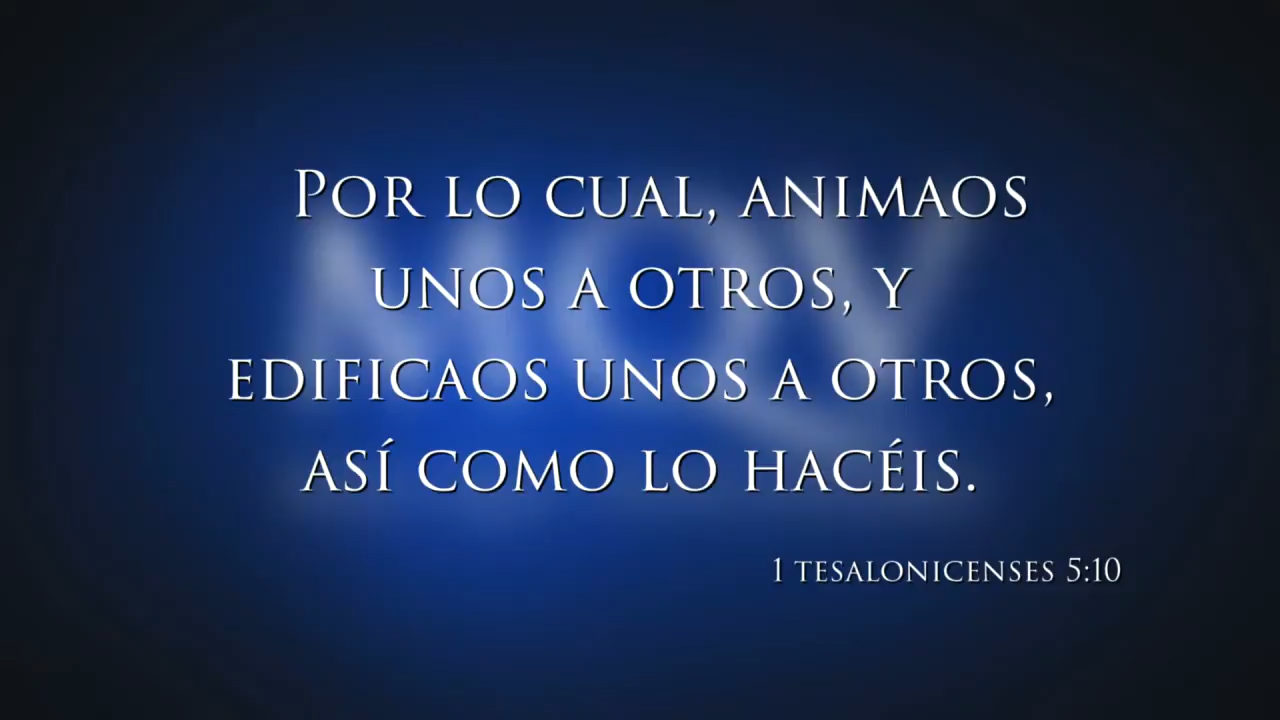 Por lo cual, animaos
unos a otros, y
edificaos unos a otros,
así como lo hacéis.
1 Tesalonicenses 5:10